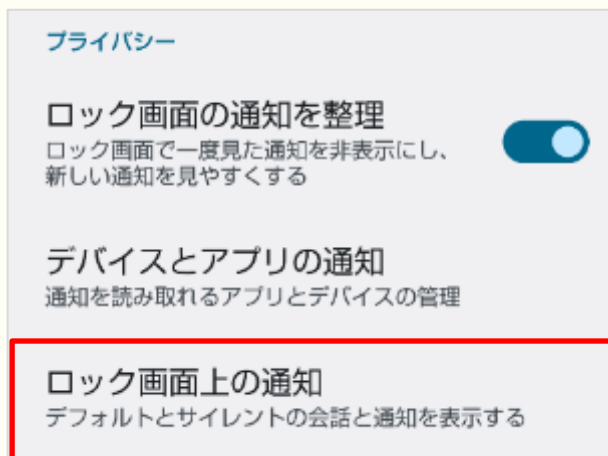 プライバシー
ロック画面の通知を整理
ロック画面で一度見た通知を非表示にし、
新しい通知を見やすくする
デバイスとアプリの通知
通知を読み取れるアプリとデバイスの管理
ロック画面上の通知
デフォルトとサイレントの会話と通知を表示する